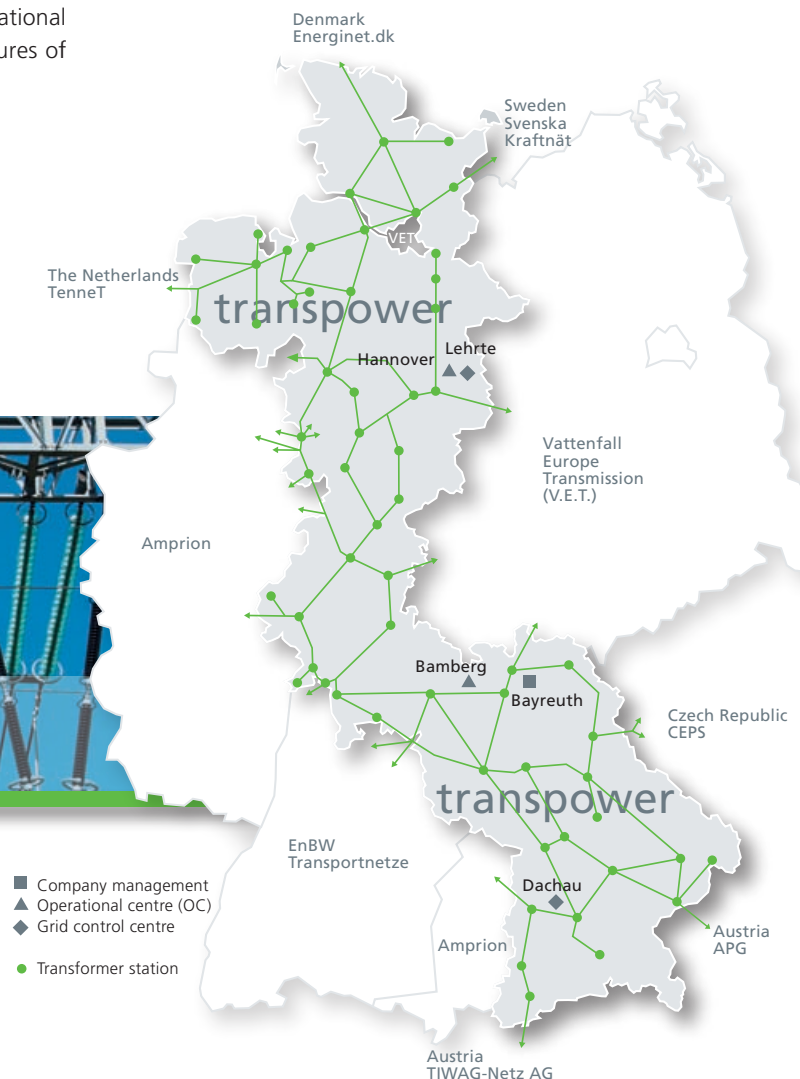 ational
ures of
Denmark
Energinet.dk
Sweden
Svenska
Kraftnät
VET
The Netherlands
TenneT
transpower
Lehrte
Hannover
Vattenfall
Europe
Transmission
(V.E.T.)
Amprion
Bamberg
Bayreuth
Czech Republic
CEPS
transpower
EnBW
Transportnetze
Company management
Operational centre (OC)
Grid control centre
Transformer station
Dachau
Amprion
Austria
APG
Austria
TIWAG-Netz AG